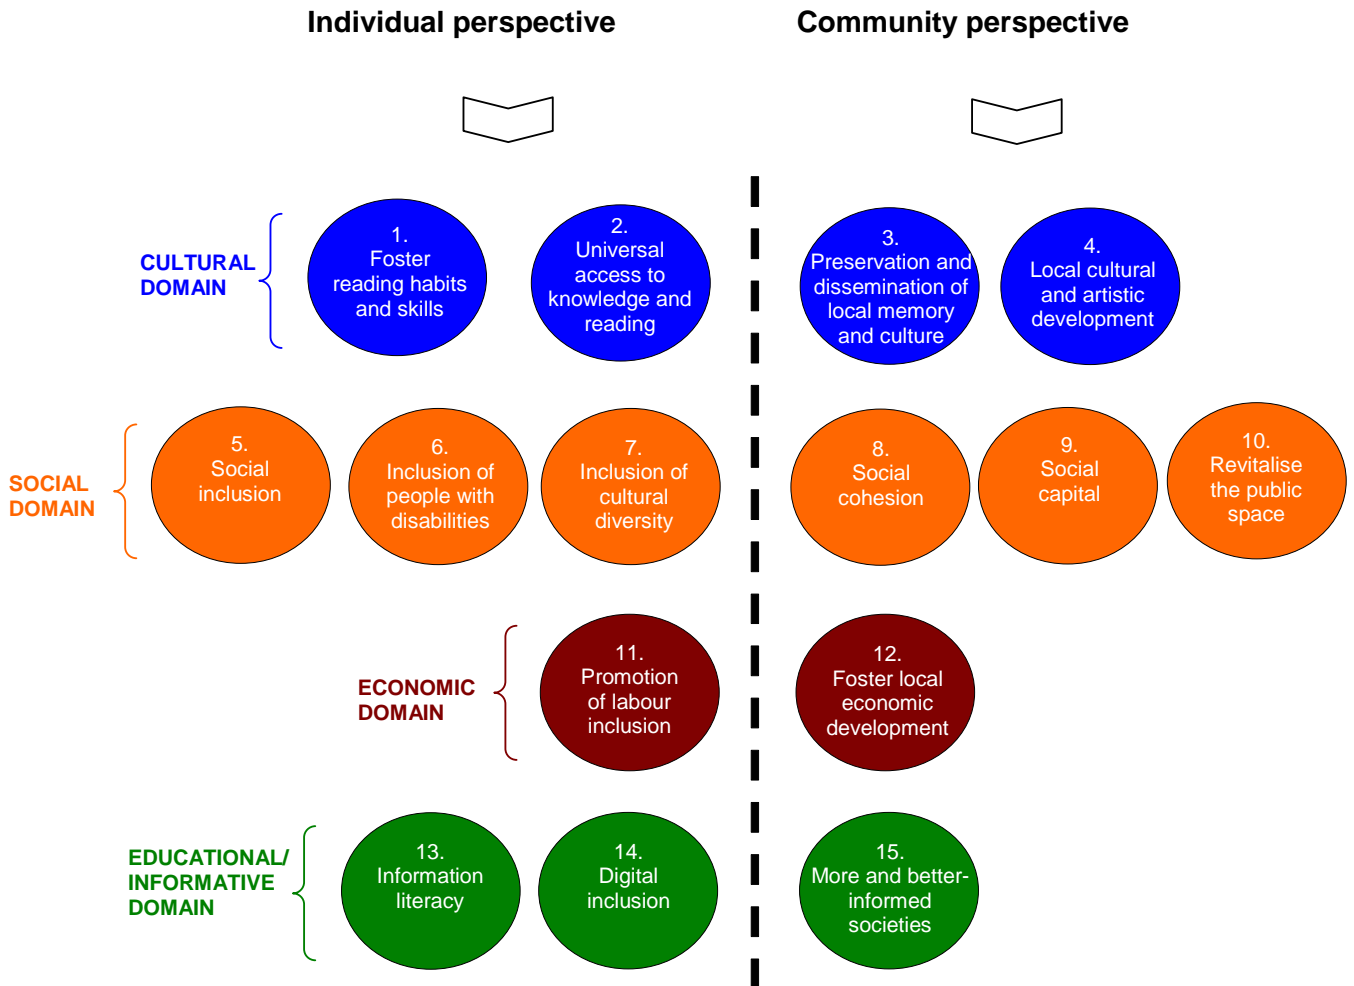 Individual perspective
Community perspective
CULTURAL
DOMAIN
1.
Foster
reading habits
and skills
2.
Universal
access to
knowledge and
reading
3.
Preservation and
dissemination of
local memory
and culture
4.
Local cultural
and artistic
development
SOCIAL
DOMAIN
5.
Social
inclusion
6.
Inclusion of
people with
disabilities
7.
Inclusion of
cultural
diversity
8.
Social
cohesion
9.
Social
capital
10.
Revitalise
the public
space
ECONOMIC
DOMAIN
11.
Promotion
of labour
inclusion
12.
Foster local
economic
development
EDUCATIONAL/
INFORMATIVE
DOMAIN
13.
Information
literacy
14.
Digital
inclusion
15.
More and better-
informed
societies